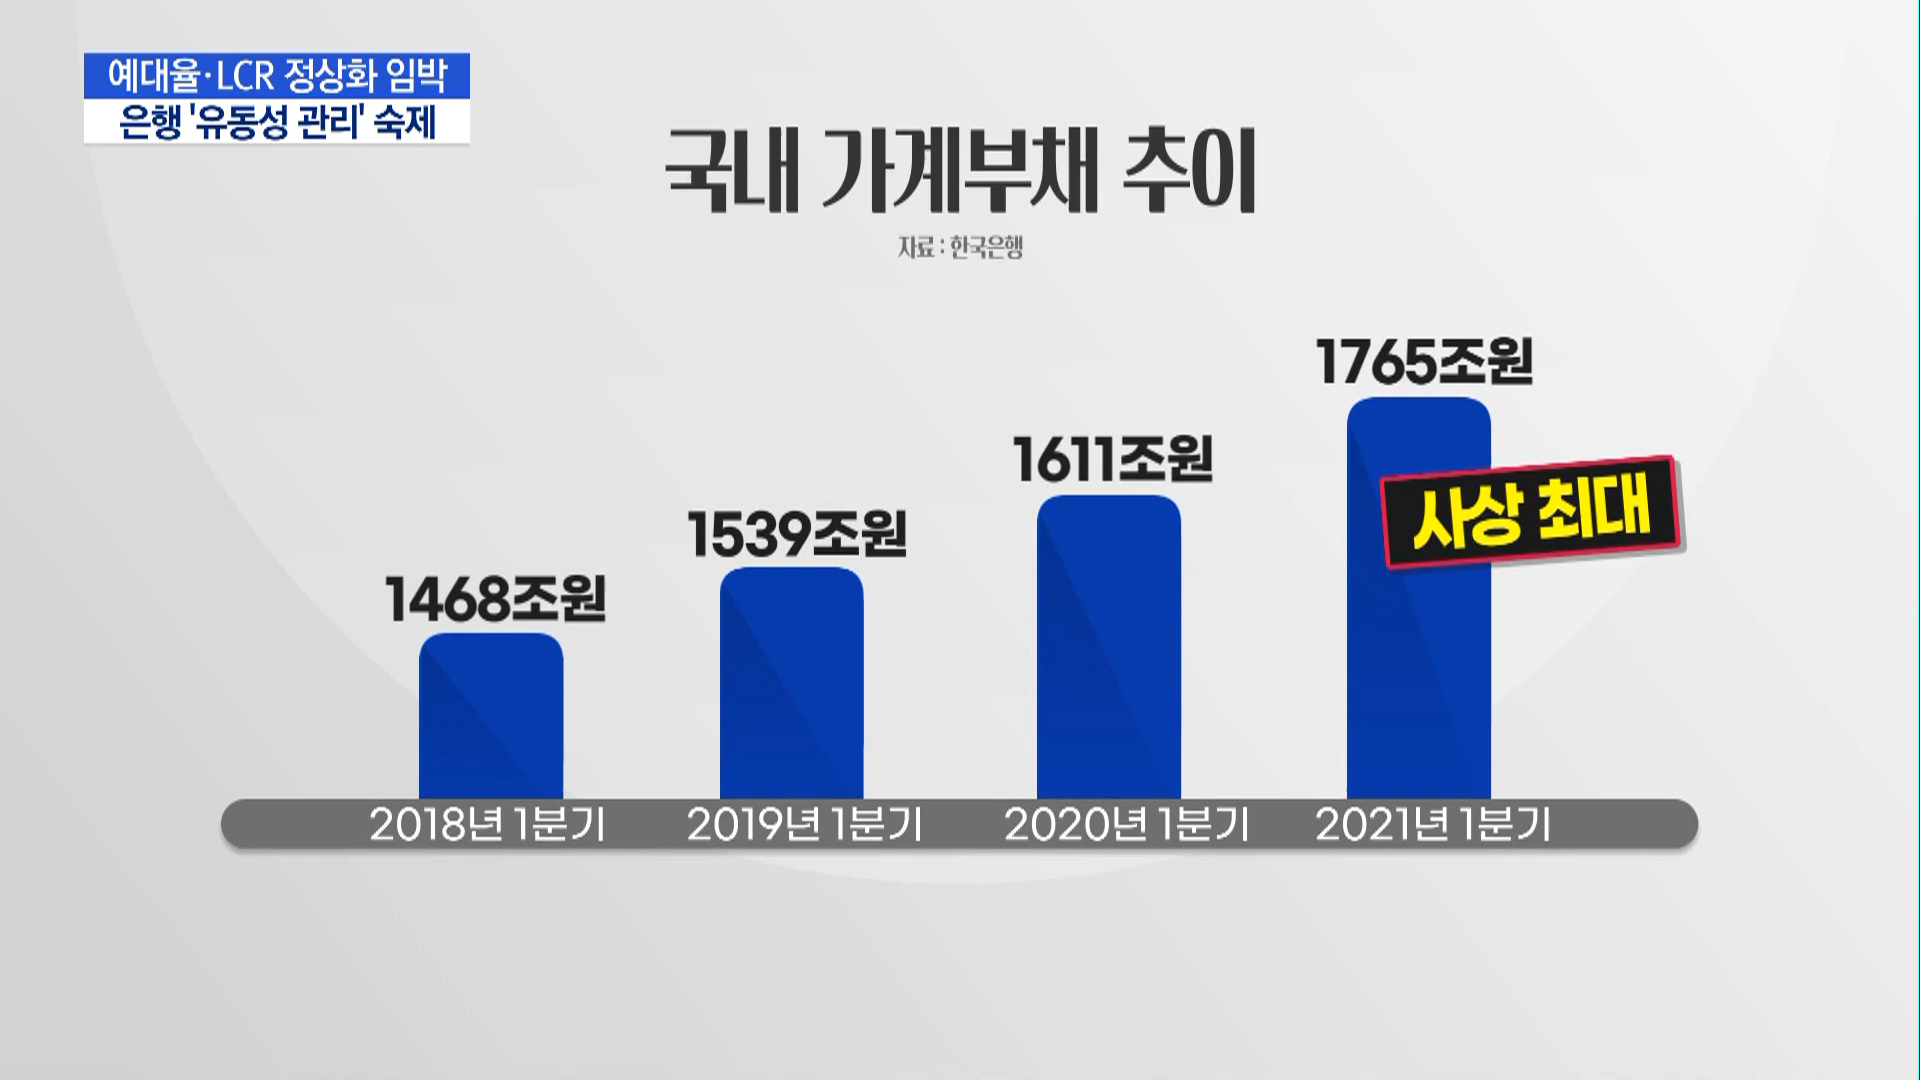 예대율·LCR 정상화 임박
은행 '유동성 관리' 숙제
국내 가계부채 추이
자료 : 한국은행
1468조원
1539조원
1611조원
1765조원
사상 최대
2018년 1분기
2019년 1분기
2020년 1분기
2021년 1분기